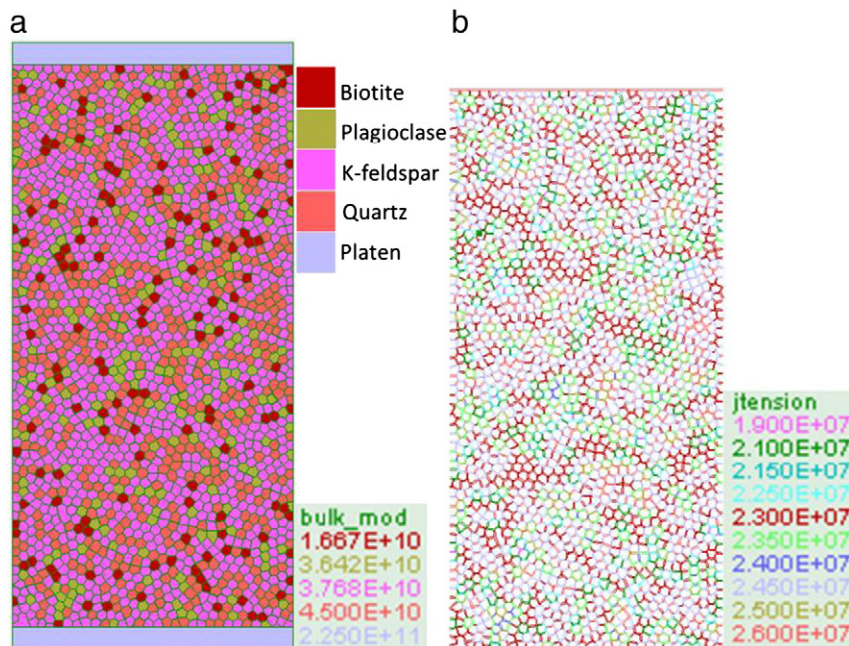 a
b
Biotite
Plagioclase
K-feldspar
Quartz
Platen
bulk_mod
1.667E+10
3.642E+10
3.768E+10
4.500E+10
2.250E+11
jtension
1.900E+07
2.100E+07
2.150E+07
2.250E+07
2.300E+07
2.350E+07
2.400E+07
2.450E+07
2.500E+07
2.600E+07